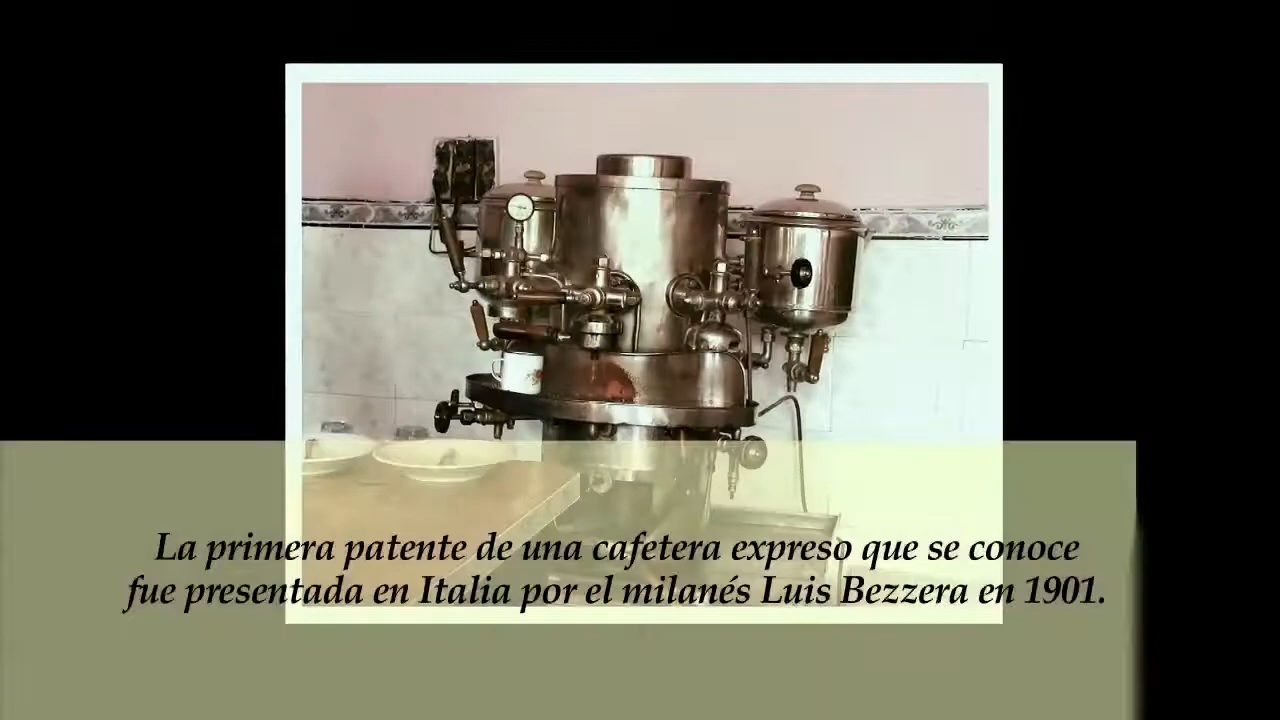 La primera patente de una cafetera expreso que se conoce
fue presentada en Italia por el milanés Luis Bezzera en 1901.